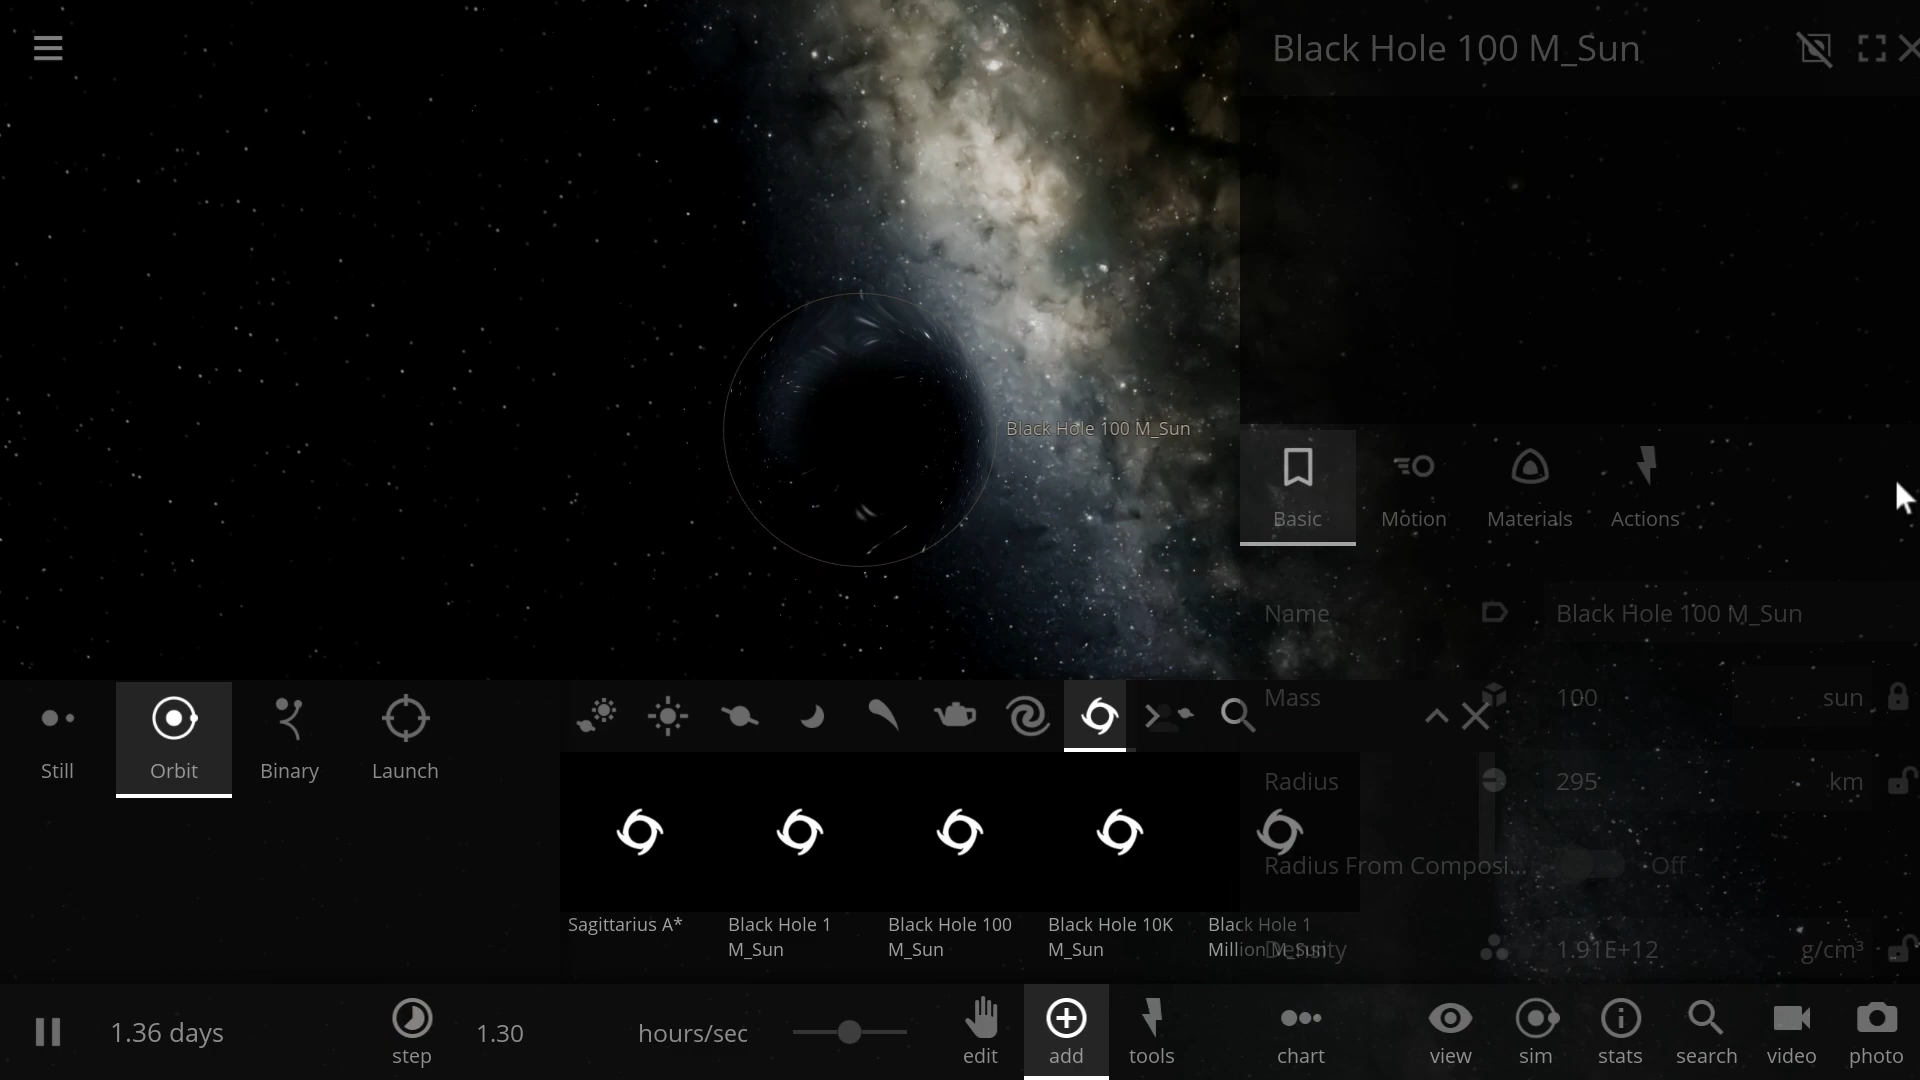 Black Hole 100 M_Sun
Black Hole 100 M_Sun
Basic
Motion
Materials
Actions
Name
Black Hole 100 M_Sun
Mass
100
sun
Radius
295
km
Radius From Composi...
Off
Density
1.91E+12
g/cm³
Still
Orbit
Binary
Launch
Sagittarius A*
Black Hole 1
M_Sun
Black Hole 100
M_Sun
Black Hole 10K
M_Sun
Black Hole 1
Million M_Sun
1.36 days
step
1.30
hours/sec
edit
add
tools
chart
view
sim
stats
search
video
photo